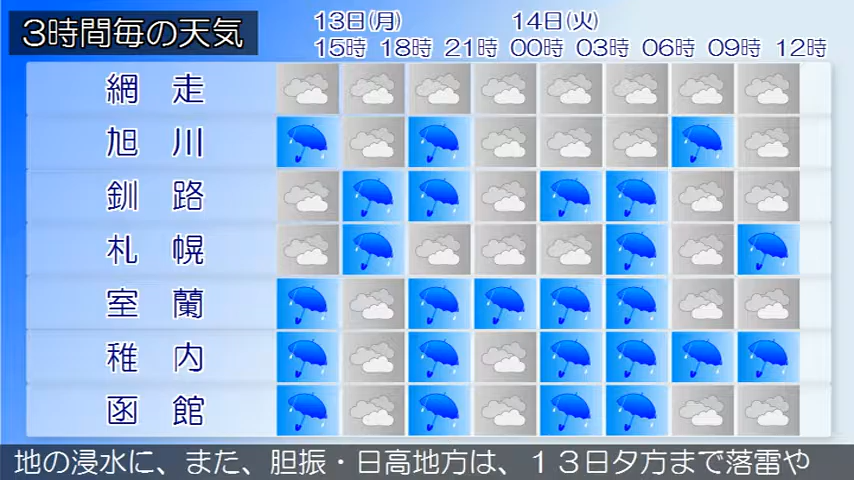 3時間毎の天気
13日(月) 14日(火)
15時 18時 21時 00時 03時 06時 09時 12時
網走
旭川
釧路
札幌
室蘭
稚内
函館
地の浸水に、また、胆振・日高地方は、１３日夕方まで落雷や